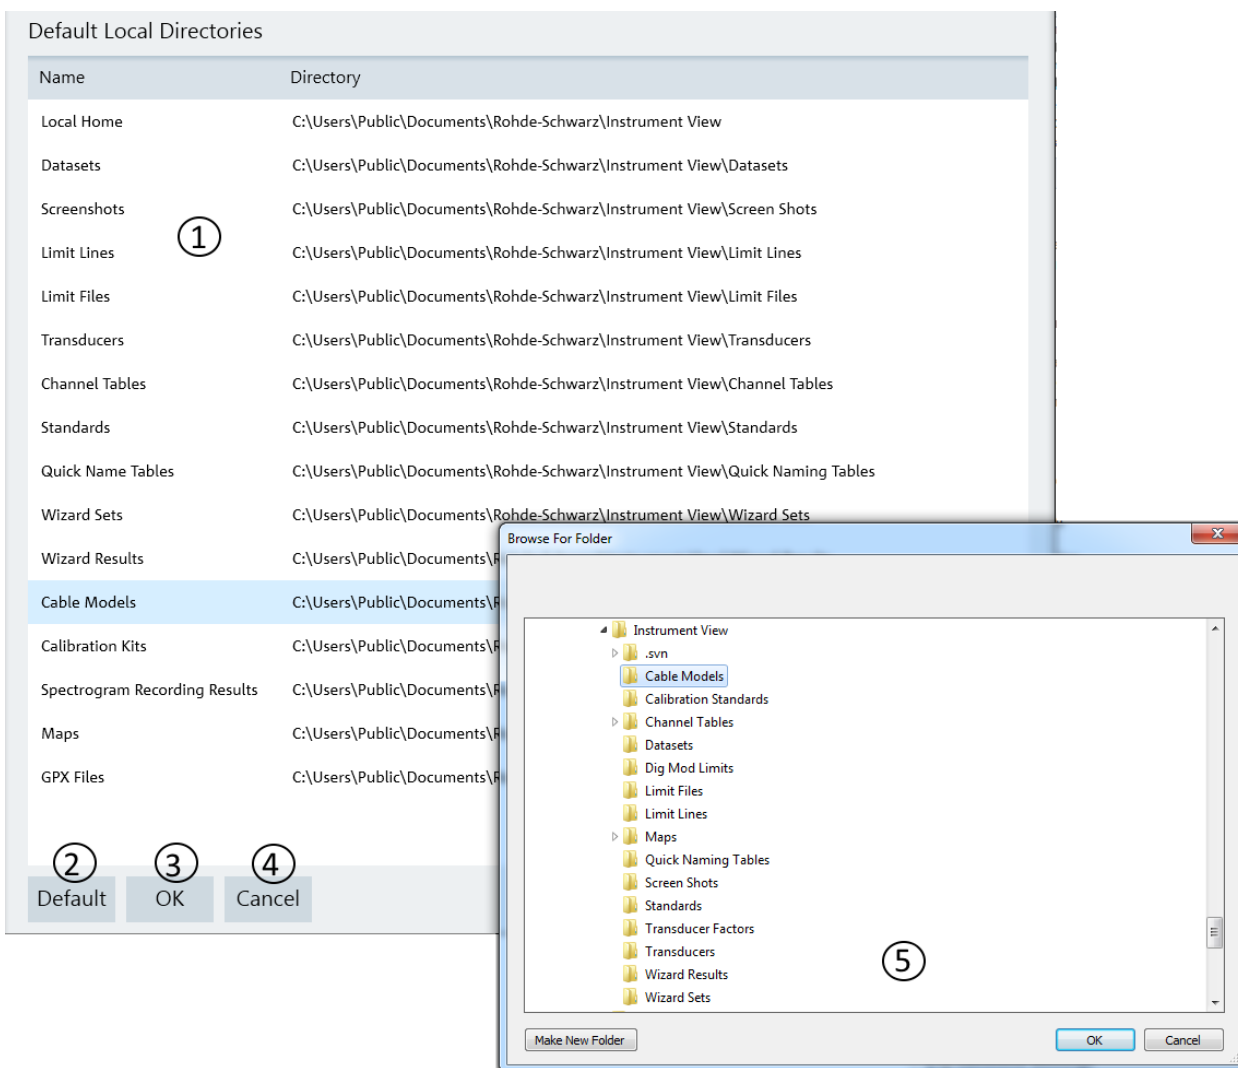 Default Local Directories
Name Directory
Local Home C:\Users\Public\Documents\Rohde-Schwarz\Instrument View
Datasets C:\Users\Public\Documents\Rohde-Schwarz\Instrument View\Datasets
Screenshots C:\Users\Public\Documents\Rohde-Schwarz\Instrument View\Screen Shots
1
Limit Lines C:\Users\Public\Documents\Rohde-Schwarz\Instrument View\Limit Lines
Limit Files C:\Users\Public\Documents\Rohde-Schwarz\Instrument View\Limit Files
Transducers C:\Users\Public\Documents\Rohde-Schwarz\Instrument View\Transducers
Channel Tables C:\Users\Public\Documents\Rohde-Schwarz\Instrument View\Channel Tables
Standards C:\Users\Public\Documents\Rohde-Schwarz\Instrument View\Standards
Quick Name Tables C:\Users\Public\Documents\Rohde-Schwarz\Instrument View\Quick Naming Tables
Wizard Sets C:\Users\Public\Documents\Rohde-Schwarz\Instrument View\Wizard Sets
Wizard Results C:\Users\Public\Documents\
Cable Models C:\Users\Public\Documents\
Calibration Kits C:\Users\Public\Documents\
Spectrogram Recording Results C:\Users\Public\Documents\
Maps C:\Users\Public\Documents\
GPX Files C:\Users\Public\Documents\
2 3 4
Default OK Cancel
Browse For Folder
Instrument View
.svn
Cable Models
Calibration Standards
Channel Tables
Datasets
Dig Mod Limits
Limit Files
Limit Lines
Maps
Quick Naming Tables
Screen Shots
Standards
Transducer Factors
Transducers
5
Wizard Results
Wizard Sets
Make New Folder OK Cancel